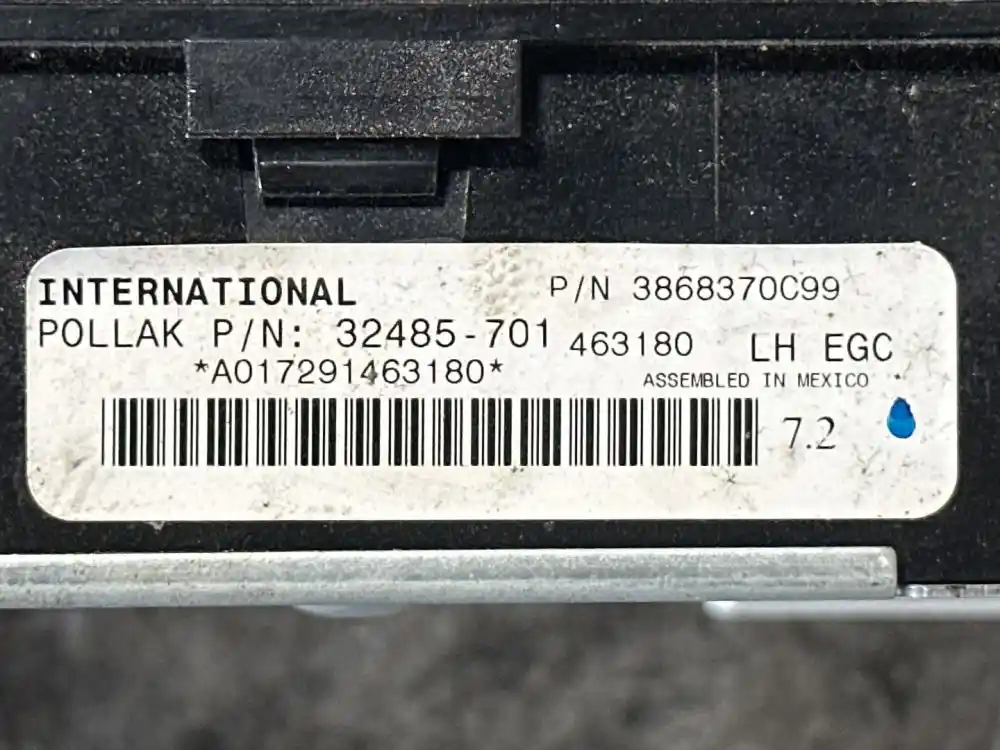 INTERNATIONAL P/N 3868370C99
POLLAK P/N: 32485-701 463180 LH EGC
*A017291463180* ASSEMBLED IN MEXICO
7.2